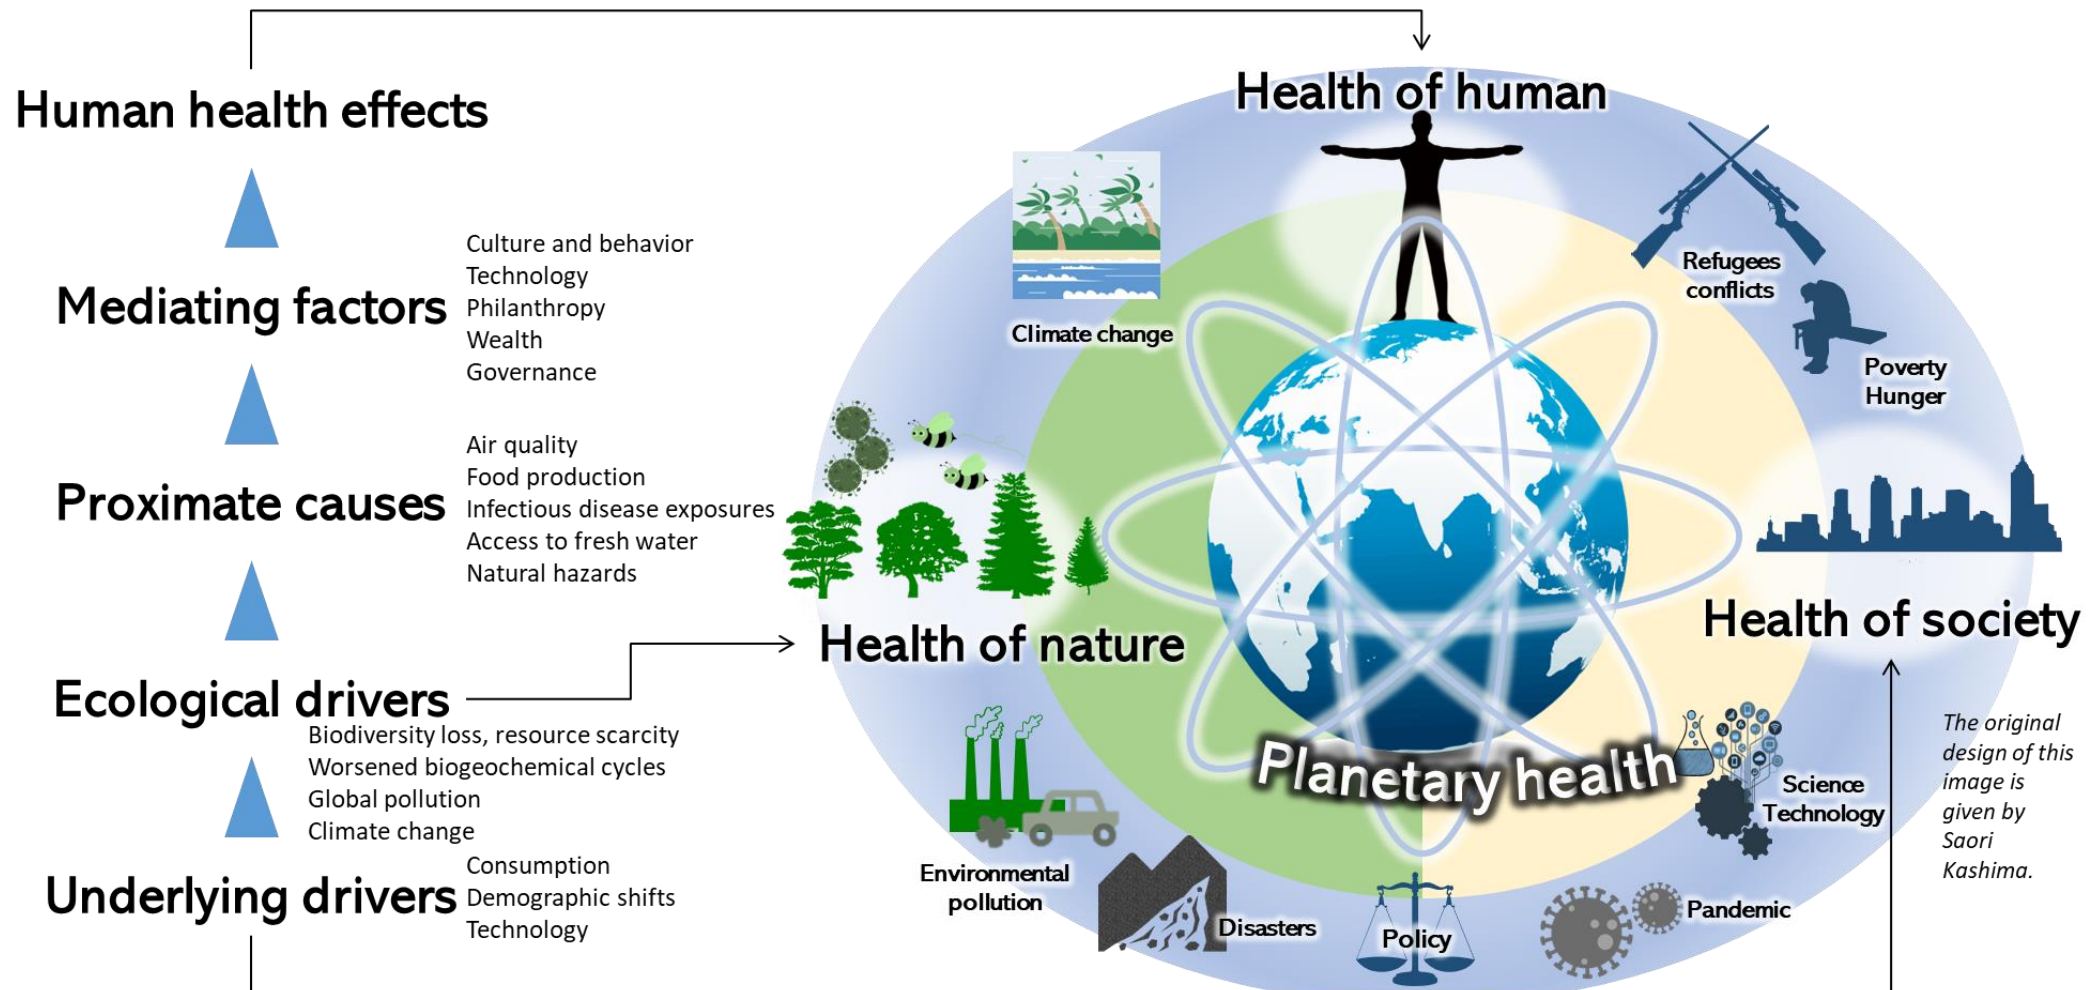 Human health effects
Mediating factors
Culture and behavior
Technology
Philanthropy
Wealth
Governance
Proximate causes
Air quality
Food production
Infectious disease exposures
Access to fresh water
Natural hazards
Ecological drivers
Biodiversity loss, resource scarcity
Worsened biogeochemical cycles
Global pollution
Climate change
Underlying drivers
Consumption
Demographic shifts
Technology
Health of human
Climate change
Refugees
conflicts
Poverty
Hunger
Health of nature
Health of society
Planetary health
Science
Technology
Environmental
pollution
Disasters
Policy
Pandemic
The original
design of this
image is
given by
Saori
Kashima.